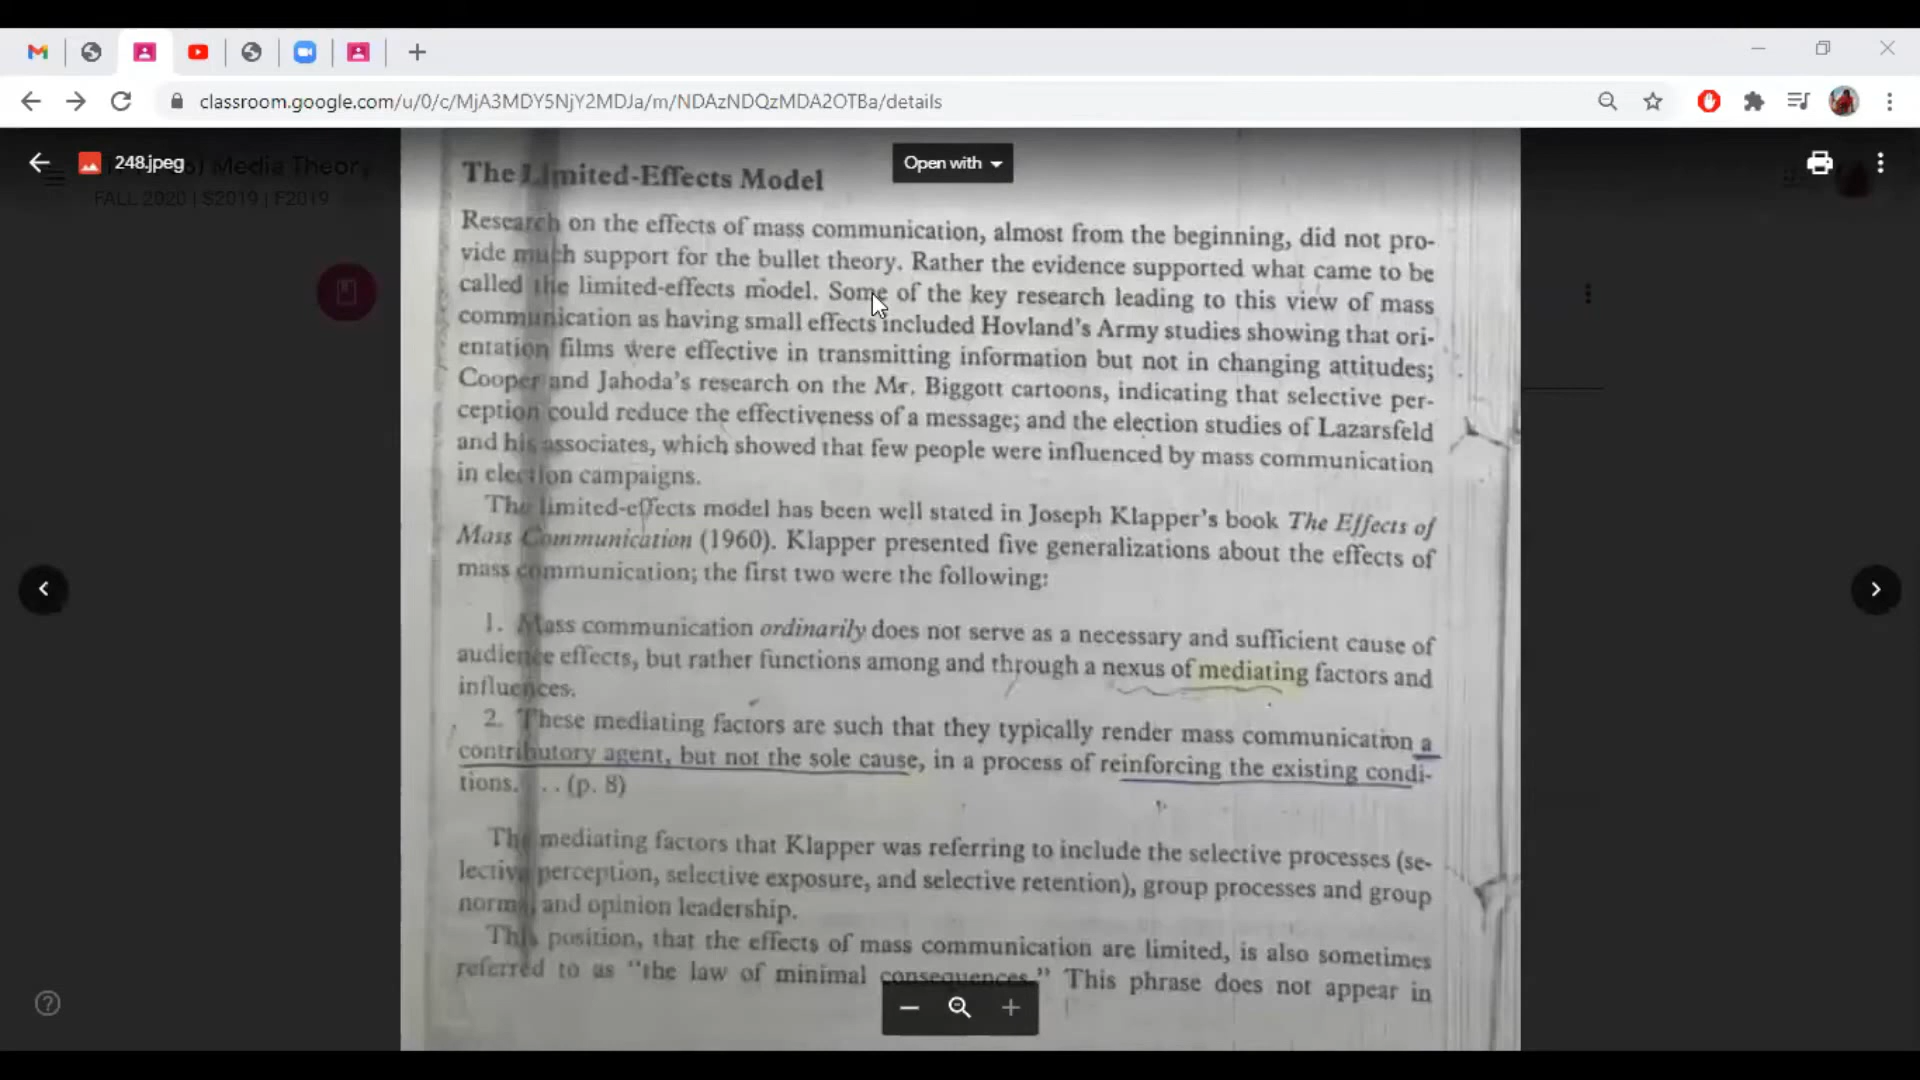 classroom.google.com/u/0/c/MjA3MDY5NjY2MDJa/m/NDAzNDQzMDA2OTBa/details
248.jpeg
Media Theory
FALL 2020 | S2019 | F2019
Open with
The Limited-Effects Model
Research on the effects of mass communication, almost from the beginning, did not pro-
vide much support for the bullet theory. Rather the evidence supported what came to be
called the limited-effects model. Some of the key research leading to this view of mass
communication as having small effects included Hovland's Army studies showing that ori-
entation films were effective in transmitting information but not in changing attitudes;
Cooper and Jahoda's research on the Mr. Biggott cartoons, indicating that selective per-
ception could reduce the effectiveness of a message; and the election studies of Lazarsfeld
and his associates, which showed that few people were influenced by mass communication
in election campaigns.
The limited-effects model has been well stated in Joseph Klapper's book The Effects of
Mass Communication (1960). Klapper presented five generalizations about the effects of
mass communication; the first two were the following:
1. Mass communication ordinarily does not serve as a necessary and sufficient cause of
audience effects, but rather functions among and through a nexus of mediating factors and
influences.
2. These mediating factors are such that they typically render mass communication a
contributory agent, but not the sole cause, in a process of reinforcing the existing condi-
tions. . . (p. 8)
The mediating factors that Klapper was referring to include the selective processes (se-
lective perception, selective exposure, and selective retention), group processes and group
norms, and opinion leadership.
This position, that the effects of mass communication are limited, is also sometimes
referred to as "the law of minimal consequences." This phrase does not appear in